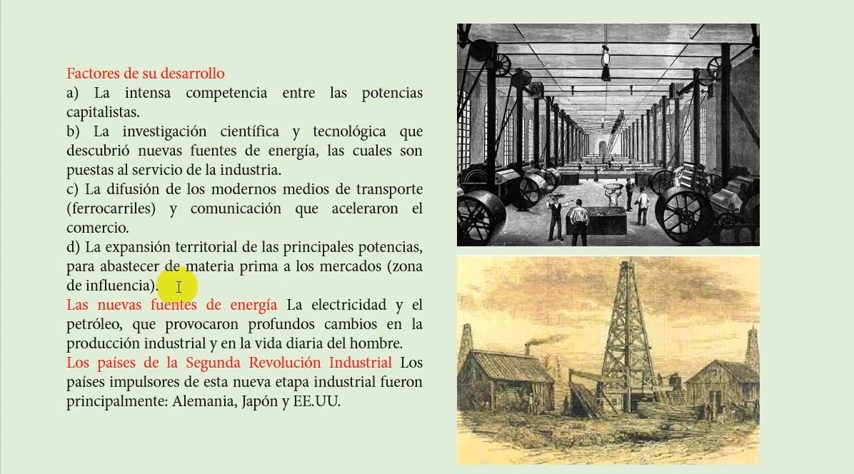 Factores de su desarrollo
a) La intensa competencia entre las potencias
capitalistas.
b) La investigación científica y tecnológica que
descubrió nuevas fuentes de energía, las cuales son
puestas al servicio de la industria.
c) La difusión de los modernos medios de transporte
(ferrocarriles) y comunicación que aceleraron el
comercio.
d) La expansión territorial de las principales potencias,
para abastecer de materia prima a los mercados (zona
de influencia).
Las nuevas fuentes de energía La electricidad y el
petróleo, que provocaron profundos cambios en la
producción industrial y en la vida diaria del hombre.
Los países de la Segunda Revolución Industrial Los
países impulsores de esta nueva etapa industrial fueron
principalmente: Alemania, Japón y EE.UU.